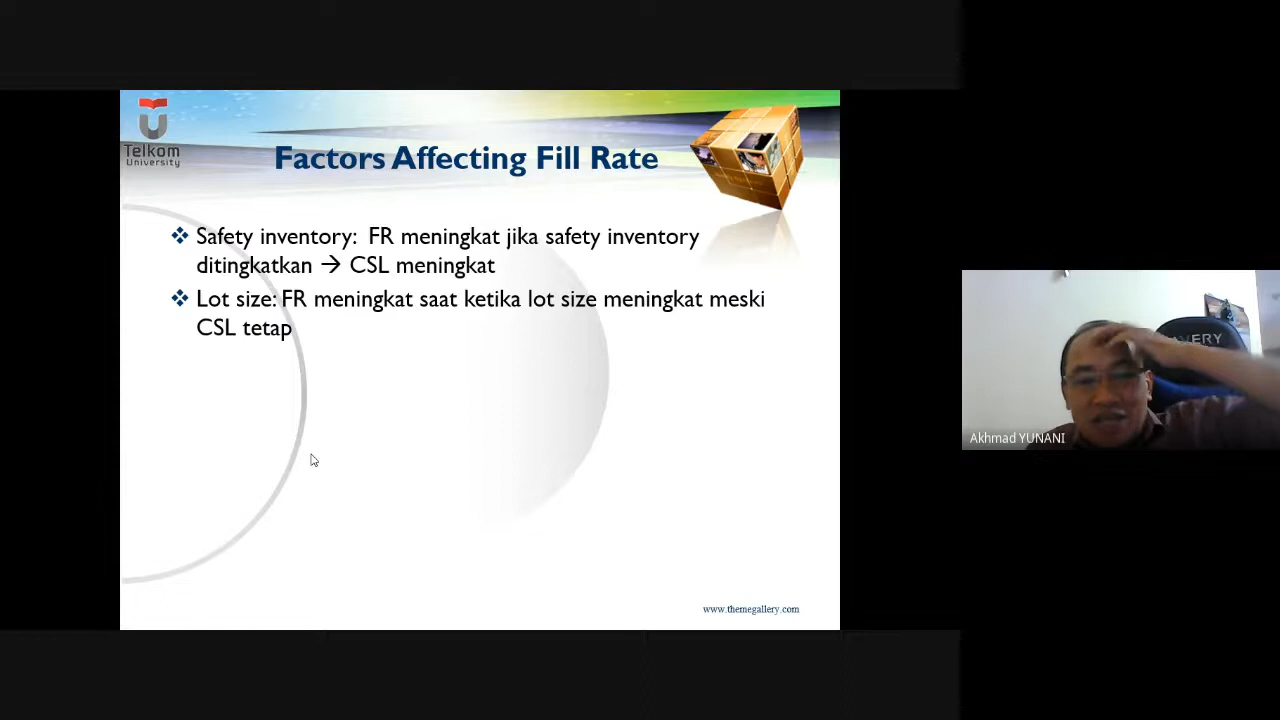 Telkom
University
Factors Affecting Fill Rate
❖ Safety inventory: FR meningkat jika safety inventory
ditingkatkan → CSL meningkat
❖ Lot size: FR meningkat saat ketika lot size meningkat meski
CSL tetap
www.themegallery.com
Akhmad YUNANI